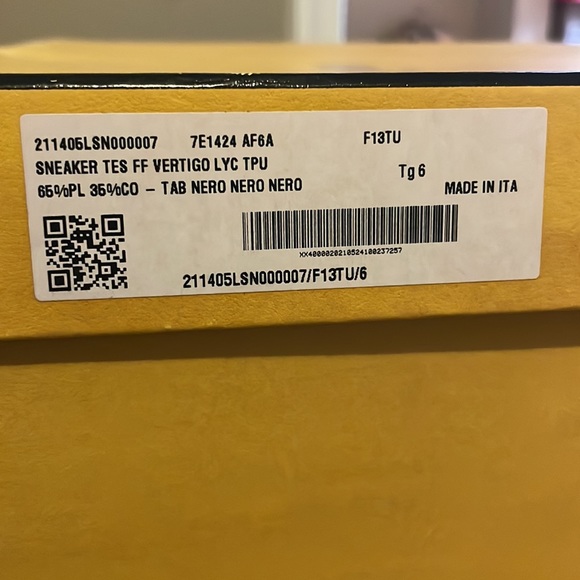 211405LSN000007 7E1424 AF6A F13TU
SNEAKER TES FF VERTIGO LYC TPU
Tg 6
65%PL 35%CO – TAB NERO NERO NERO MADE IN ITA
XX4000020210524100237257
211405LSN000007/F13TU/6